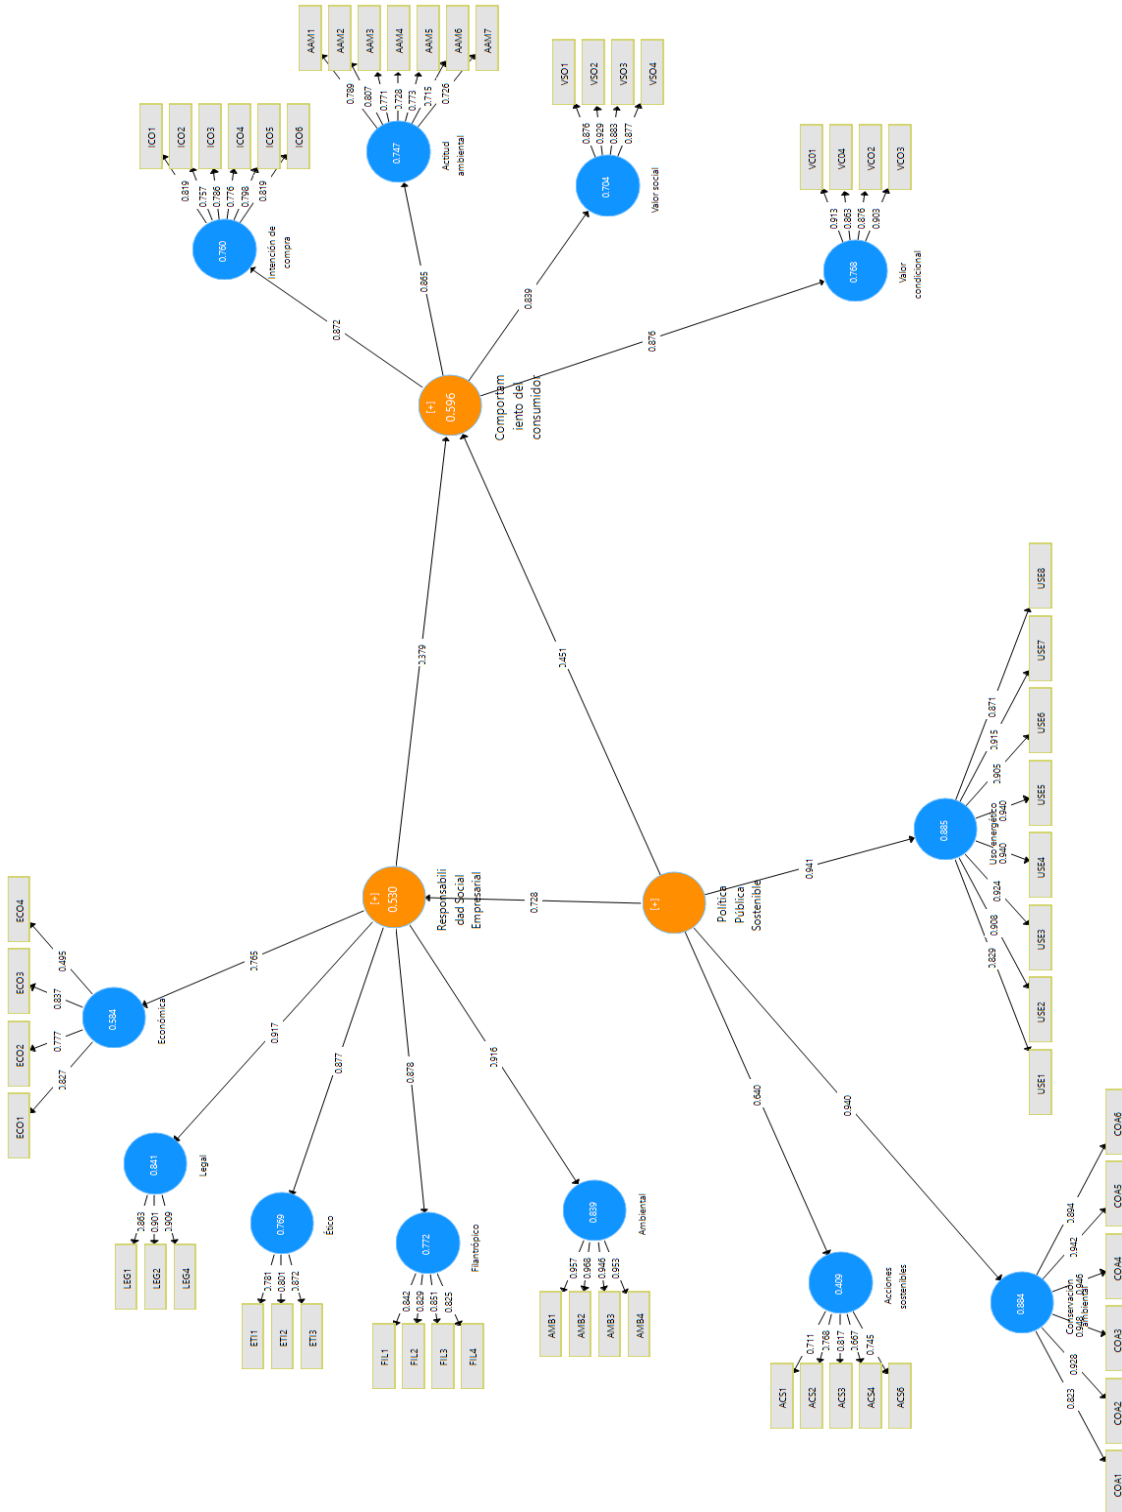 AAM1
AAM2
AAM3
AAM4
AAM5
AAM6
AAM7
0.789
0.807
0.771
0.728
0.773
0.715
0.726
0.747
Actitud
ambiental
VSO1
VSO2
VSO3
VSO4
0.876
0.929
0.883
0.877
0.704
Valor social
ICO1
ICO2
ICO3
ICO4
ICO5
ICO6
0.819
0.757
0.786
0.776
0.798
0.819
0.760
Intención de
compra
VC01
VC04
VCO2
VCO3
0.913
0.863
0.876
0.903
0.768
Valor
condicional
0.872
0.865
0.839
0.876
[+]
0.596
Comportam
iento del
consumidor
0.379
0.451
USE8
USE7
USE6
USE5
USE4
USE3
USE2
USE1
0.871
0.915
0.905
0.940
0.940
0.924
0.908
0.829
0.885
Uso energético
0.941
[+]
0.530
Responsabili
dad Social
Empresarial
0.728
[+]
Política
Pública
Sostenible
ECO4
ECO3
ECO2
ECO1
0.495
0.837
0.777
0.827
0.584
Económica
0.765
0.917
0.877
0.878
0.916
0.640
0.940
0.841
Legal
0.863
0.901
0.909
LEG1
LEG2
LEG4
0.769
Ético
0.781
0.801
0.872
ETI1
ETI2
ETI3
0.772
Filantrópico
0.842
0.829
0.851
0.825
FIL1
FIL2
FIL3
FIL4
0.839
Ambiental
0.957
0.968
0.946
0.953
AMB1
AMB2
AMB3
AMB4
0.409
Acciones
sostenibles
0.711
0.768
0.817
0.667
0.745
ACS1
ACS2
ACS3
ACS4
ACS6
0.884
Conservación
ambiental
0.894
0.942
0.946
0.948
0.928
0.823
COA6
COA5
COA4
COA3
COA2
COA1